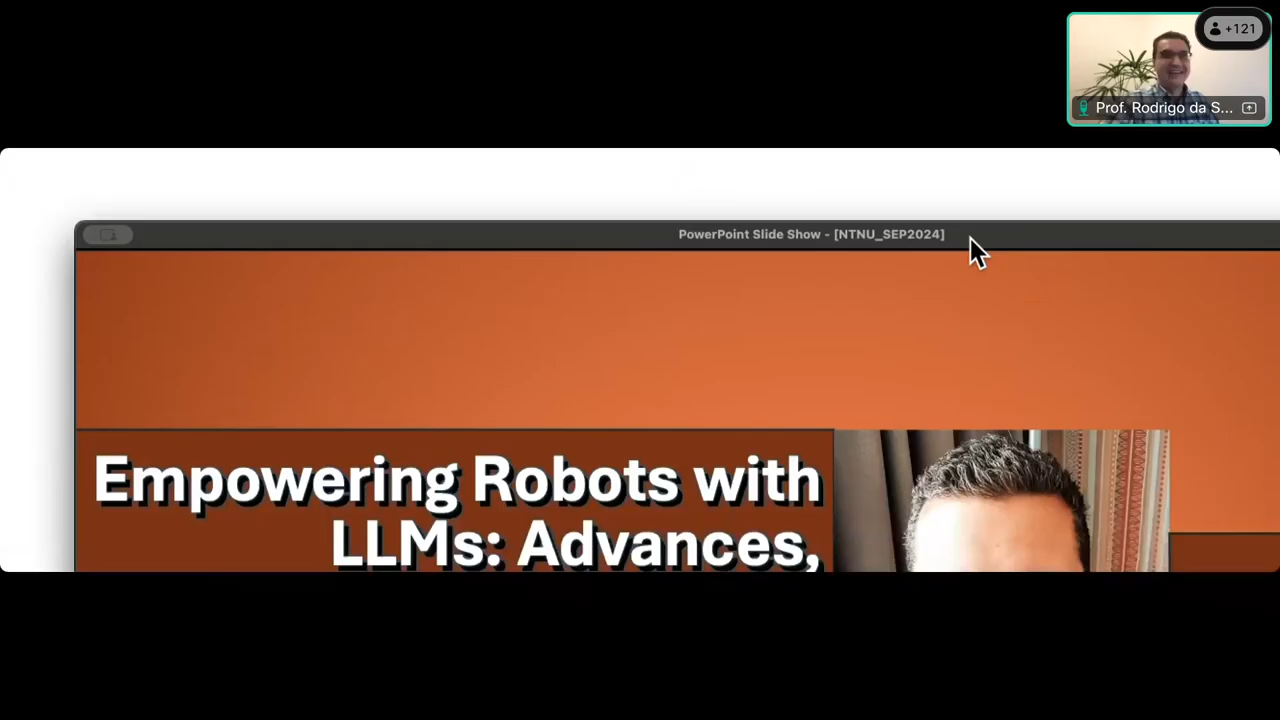 +121
Prof. Rodrigo da S...
PowerPoint Slide Show - [NTNU_SEP2024]
Empowering Robots with
LLMs: Advances,